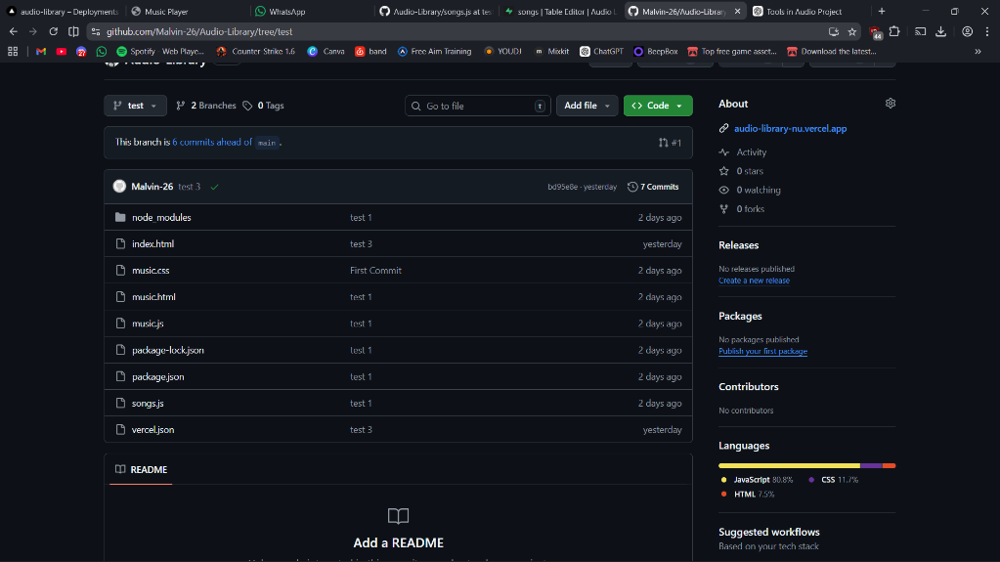 audio-library – Deployments
Music Player
WhatsApp
Audio-Library/songs.js at tes
songs | Table Editor | Audio L
Malvin-26/Audio-Library
Tools in Audio Project
github.com/Malvin-26/Audio-Library/tree/test
44
Spotify - Web Playe...
Counter-Strike 1.6
Canva
band
Free Aim Training
YOUDJ
Mixkit
ChatGPT
BeepBox
Top free game asset...
Download the latest...
Audio-Library
test
2 Branches
0 Tags
Go to file
t
Add file
Code
This branch is 6 commits ahead of main .
#1
Malvin-26 test 3
bd95e8e · yesterday
7 Commits
node_modules test 1 2 days ago
index.html test 3 yesterday
music.css First Commit 2 days ago
music.html test 1 2 days ago
music.js test 1 2 days ago
package-lock.json test 1 2 days ago
package.json test 1 2 days ago
songs.js test 1 2 days ago
vercel.json test 3 yesterday
README
Add a README
About
audio-library-nu.vercel.app
Activity
0 stars
0 watching
0 forks
Releases
No releases published
Create a new release
Packages
No packages published
Publish your first package
Contributors
No contributors
Languages
JavaScript 80.8%
CSS 11.7%
HTML 7.5%
Suggested workflows
Based on your tech stack